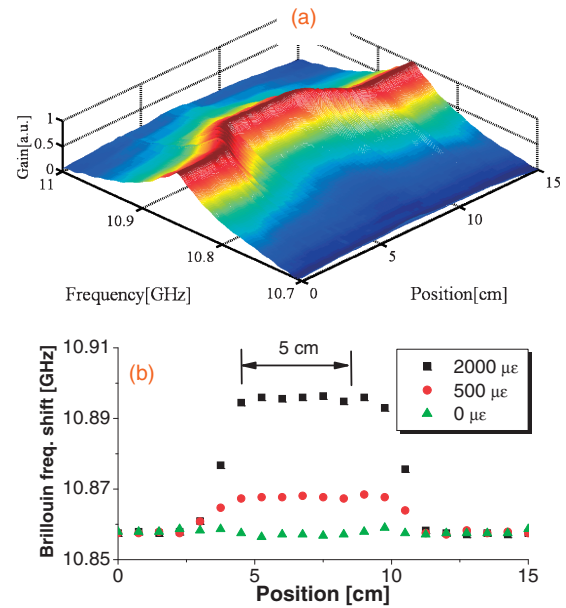 (a)
Gain[a.u.]
1
0.5
0
11
10.9
10.8
10.7
Frequency[GHz]
0
5
10
15
Position[cm]
(b)
Brillouin freq. shift [GHz]
10.91
10.89
10.87
10.85
5 cm
2000 με
500 με
0 με
0
5
10
15
Position [cm]